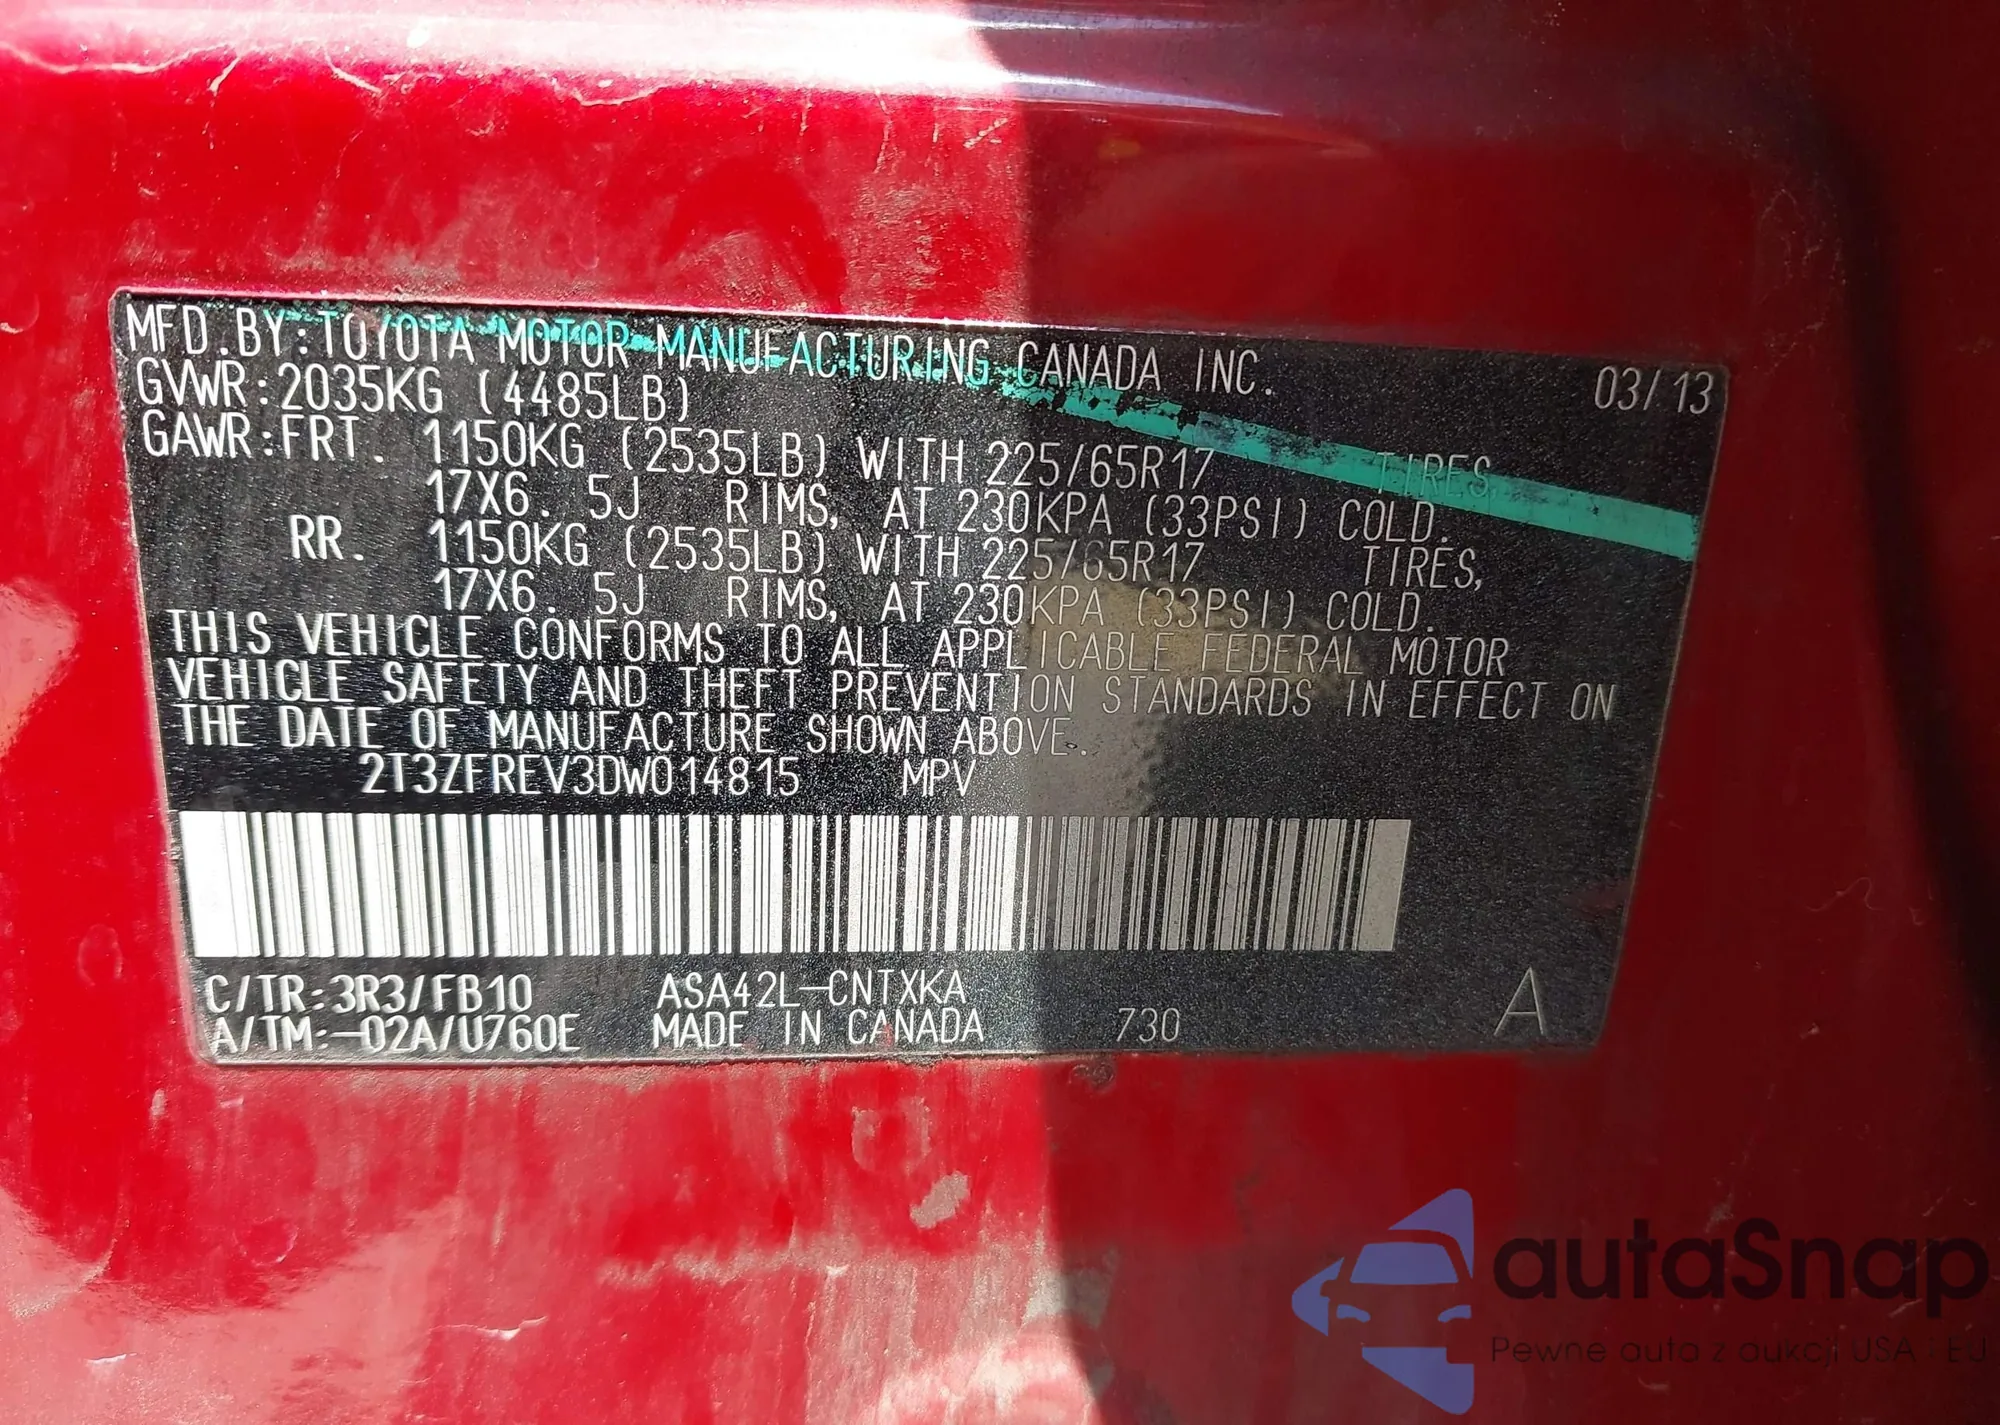 MFD.BY:TOYOTA MOTOR MANUFACTURING CANADA INC. 03/13
GVWR:2035KG (4485LB)
GAWR:FRT. 1150KG (2535LB) WITH 225/65R17 TIRES,
17X6.5J RIMS, AT 230KPA (33PSI) COLD.
RR. 1150KG (2535LB) WITH 225/65R17 TIRES,
17X6.5J RIMS, AT 230KPA (33PSI) COLD.
THIS VEHICLE CONFORMS TO ALL APPLICABLE FEDERAL MOTOR
VEHICLE SAFETY AND THEFT PREVENTION STANDARDS IN EFFECT ON
THE DATE OF MANUFACTURE SHOWN ABOVE.
2T3ZFREV3DW014815 MPV
C/TR:3R3/FB10 ASA42L-CNTXKA A
A/TM:-02A/U760E MADE IN CANADA 730
autaSnap
Pewne auta z aukcji USA i EU